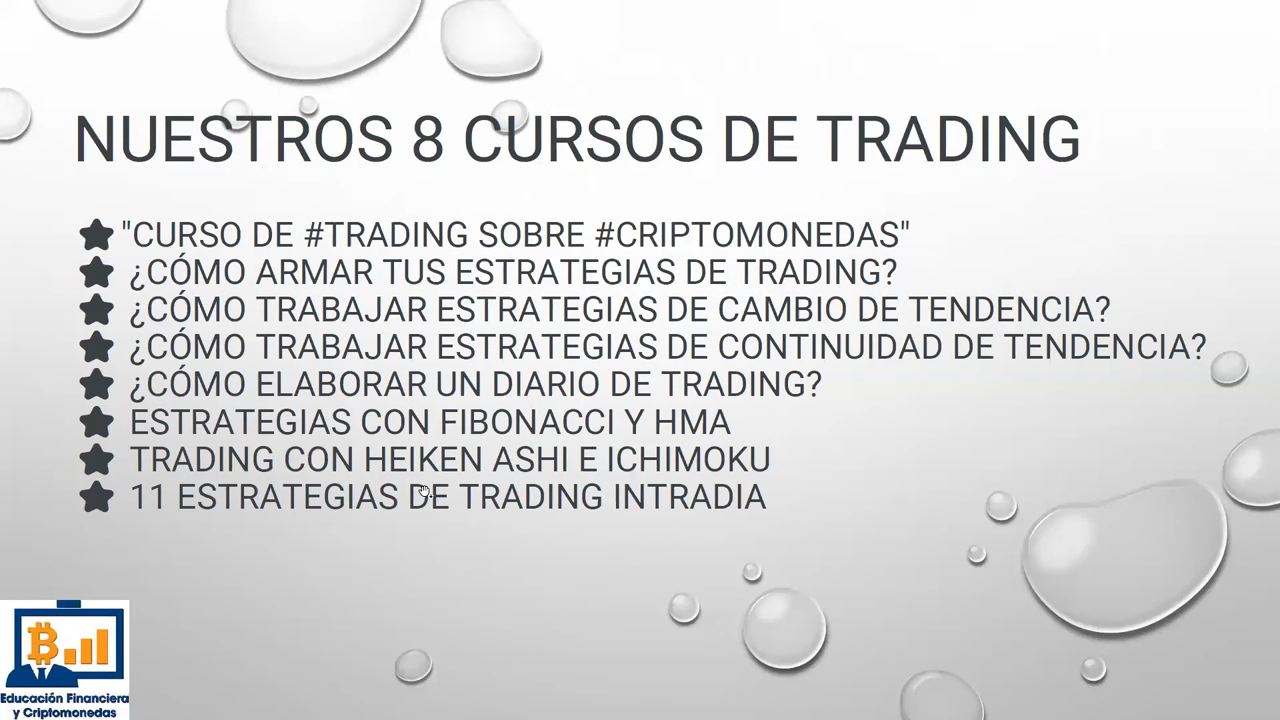 NUESTROS 8 CURSOS DE TRADING
"CURSO DE #TRADING SOBRE #CRIPTOMONEDAS"
¿CÓMO ARMAR TUS ESTRATEGIAS DE TRADING?
¿CÓMO TRABAJAR ESTRATEGIAS DE CAMBIO DE TENDENCIA?
¿CÓMO TRABAJAR ESTRATEGIAS DE CONTINUIDAD DE TENDENCIA?
¿CÓMO ELABORAR UN DIARIO DE TRADING?
ESTRATEGIAS CON FIBONACCI Y HMA
TRADING CON HEIKEN ASHI E ICHIMOKU
11 ESTRATEGIAS DE TRADING INTRADIA
Educación Financiera
y Criptomonedas